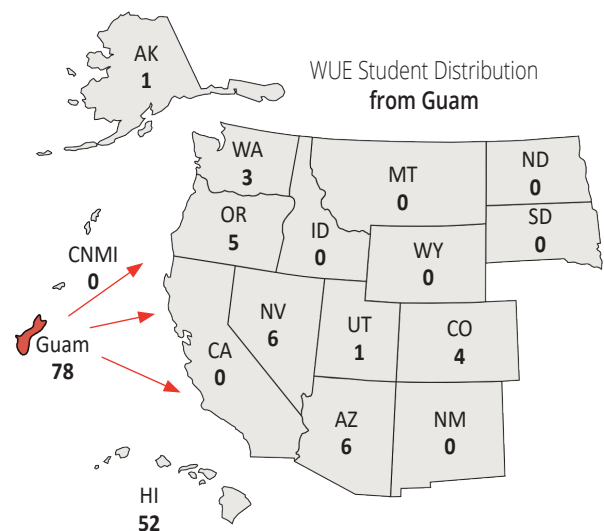 WUE Student Distribution
from Guam
AK
1
WA
3
MT
0
ND
0
OR
5
ID
0
SD
0
WY
0
CNMI
0
NV
6
UT
1
CO
4
Guam
78
CA
0
AZ
6
NM
0
HI
52